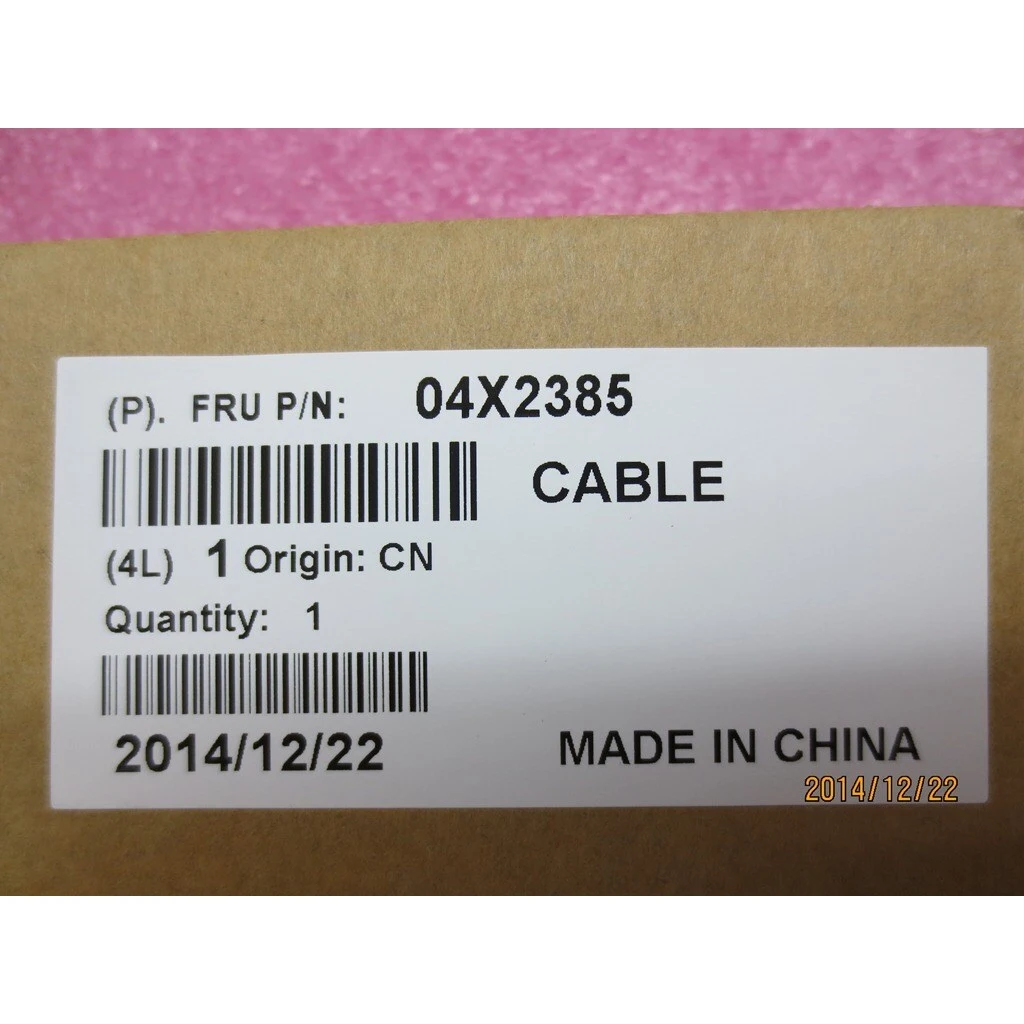 (P). FRU P/N: 04X2385
CABLE
(4L) 1 Origin: CN
Quantity: 1
2014/12/22
MADE IN CHINA
2014/12/22